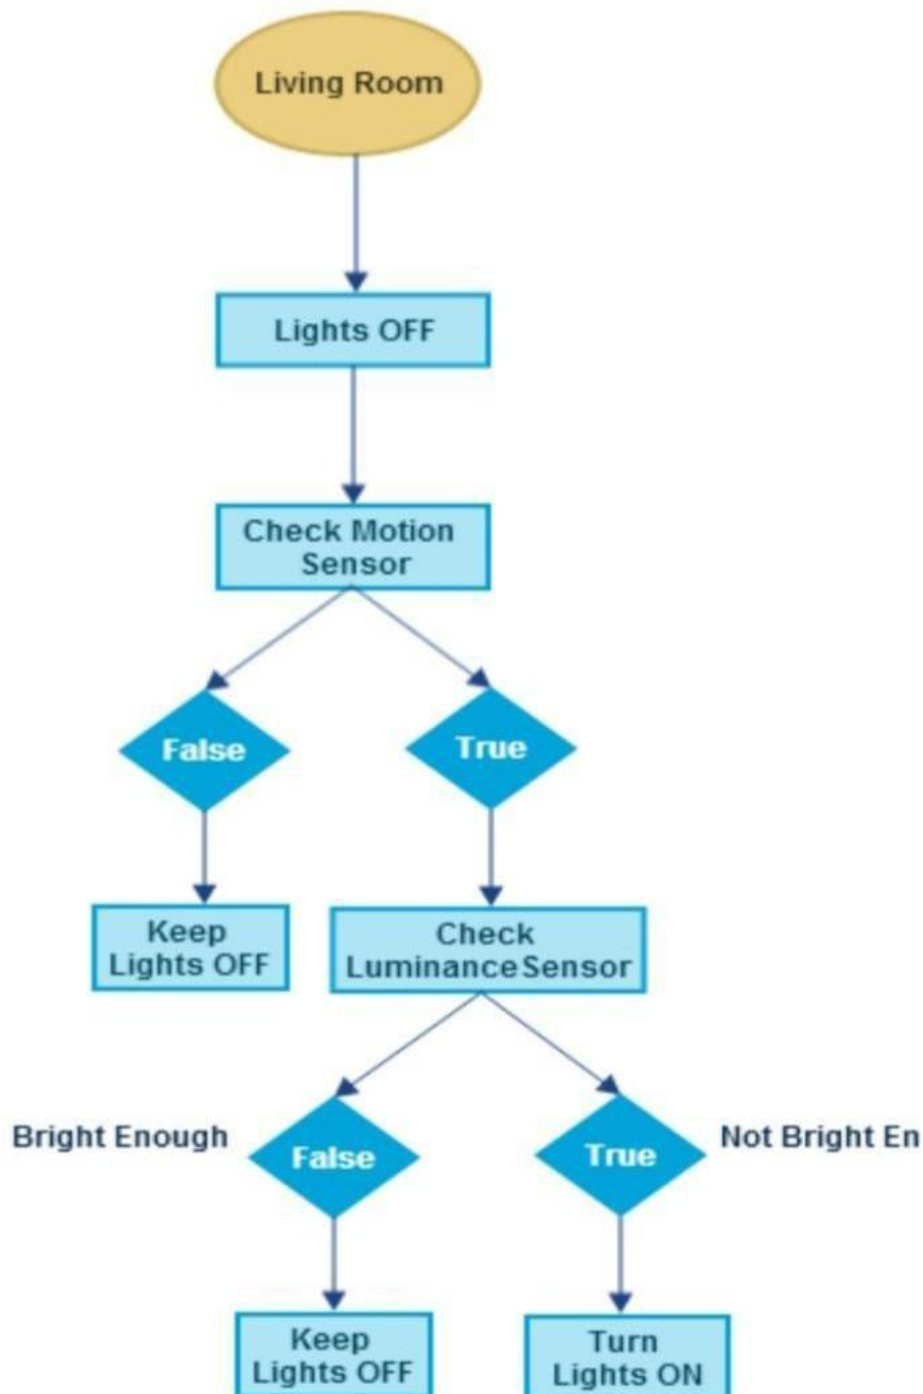 Living Room
Lights OFF
Check Motion
Sensor
False
True
Keep
Lights OFF
Check
Luminance Sensor
Bright Enough
False
True
Not Bright En
Keep
Lights OFF
Turn
Lights ON